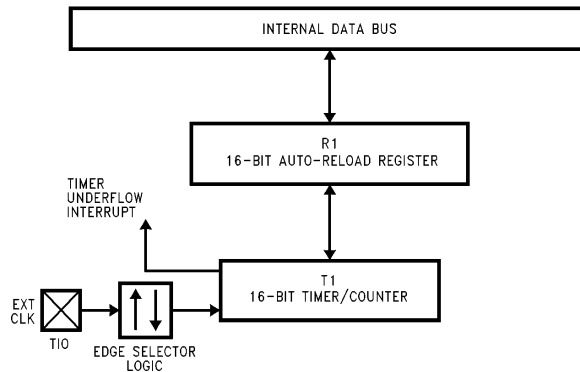 INTERNAL DATA BUS
R1
16-BIT AUTO-RELOAD REGISTER
TIMER
UNDERFLOW
INTERRUPT
T1
16-BIT TIMER/COUNTER
EXT
CLK
TIO
EDGE SELECTOR
LOGIC